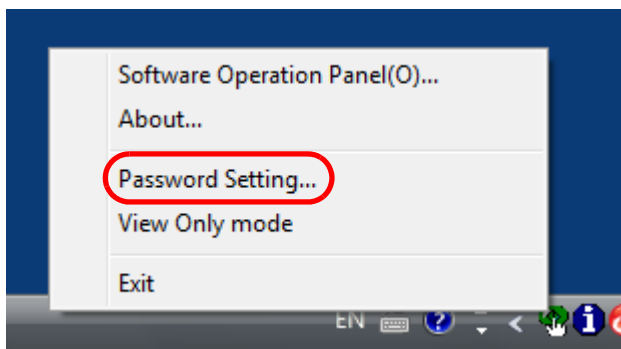 Software Operation Panel(O)...
About...
Password Setting...
View Only mode
Exit
EN